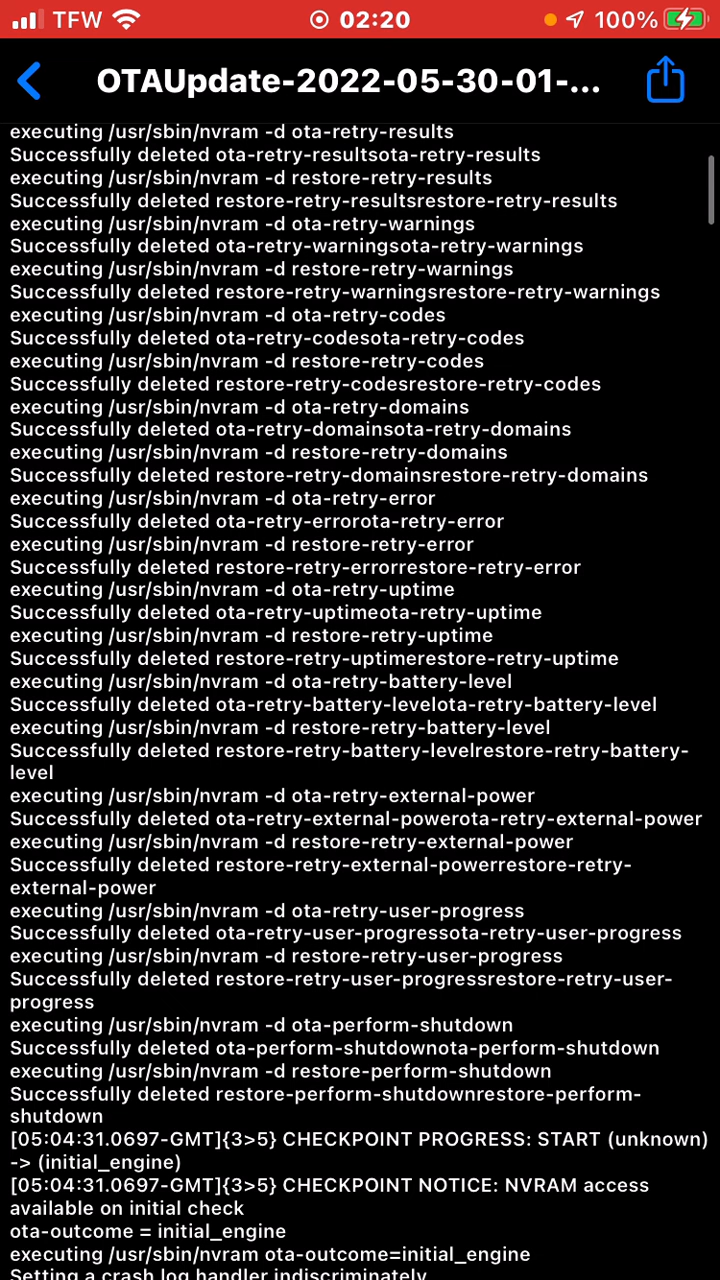 TFW 02:20 100%
OTAUpdate-2022-05-30-01-...
executing /usr/sbin/nvram -d ota-retry-results
Successfully deleted ota-retry-resultsota-retry-results
executing /usr/sbin/nvram -d restore-retry-results
Successfully deleted restore-retry-resultsrestore-retry-results
executing /usr/sbin/nvram -d ota-retry-warnings
Successfully deleted ota-retry-warningsota-retry-warnings
executing /usr/sbin/nvram -d restore-retry-warnings
Successfully deleted restore-retry-warningsrestore-retry-warnings
executing /usr/sbin/nvram -d ota-retry-codes
Successfully deleted ota-retry-codesota-retry-codes
executing /usr/sbin/nvram -d restore-retry-codes
Successfully deleted restore-retry-codesrestore-retry-codes
executing /usr/sbin/nvram -d ota-retry-domains
Successfully deleted ota-retry-domainsota-retry-domains
executing /usr/sbin/nvram -d restore-retry-domains
Successfully deleted restore-retry-domainsrestore-retry-domains
executing /usr/sbin/nvram -d ota-retry-error
Successfully deleted ota-retry-errorota-retry-error
executing /usr/sbin/nvram -d restore-retry-error
Successfully deleted restore-retry-errorrestore-retry-error
executing /usr/sbin/nvram -d ota-retry-uptime
Successfully deleted ota-retry-uptimeota-retry-uptime
executing /usr/sbin/nvram -d restore-retry-uptime
Successfully deleted restore-retry-uptimerestore-retry-uptime
executing /usr/sbin/nvram -d ota-retry-battery-level
Successfully deleted ota-retry-battery-levelota-retry-battery-level
executing /usr/sbin/nvram -d restore-retry-battery-level
Successfully deleted restore-retry-battery-levelrestore-retry-battery-
level
executing /usr/sbin/nvram -d ota-retry-external-power
Successfully deleted ota-retry-external-powerota-retry-external-power
executing /usr/sbin/nvram -d restore-retry-external-power
Successfully deleted restore-retry-external-powerrestore-retry-
external-power
executing /usr/sbin/nvram -d ota-retry-user-progress
Successfully deleted ota-retry-user-progressota-retry-user-progress
executing /usr/sbin/nvram -d restore-retry-user-progress
Successfully deleted restore-retry-user-progressrestore-retry-user-
progress
executing /usr/sbin/nvram -d ota-perform-shutdown
Successfully deleted ota-perform-shutdownota-perform-shutdown
executing /usr/sbin/nvram -d restore-perform-shutdown
Successfully deleted restore-perform-shutdownrestore-perform-
shutdown
[05:04:31.0697-GMT]{3>5} CHECKPOINT PROGRESS: START (unknown)
-> (initial_engine)
[05:04:31.0697-GMT]{3>5} CHECKPOINT NOTICE: NVRAM access
available on initial check
ota-outcome = initial_engine
executing /usr/sbin/nvram ota-outcome=initial_engine
Setting a crash log handler indiscriminately